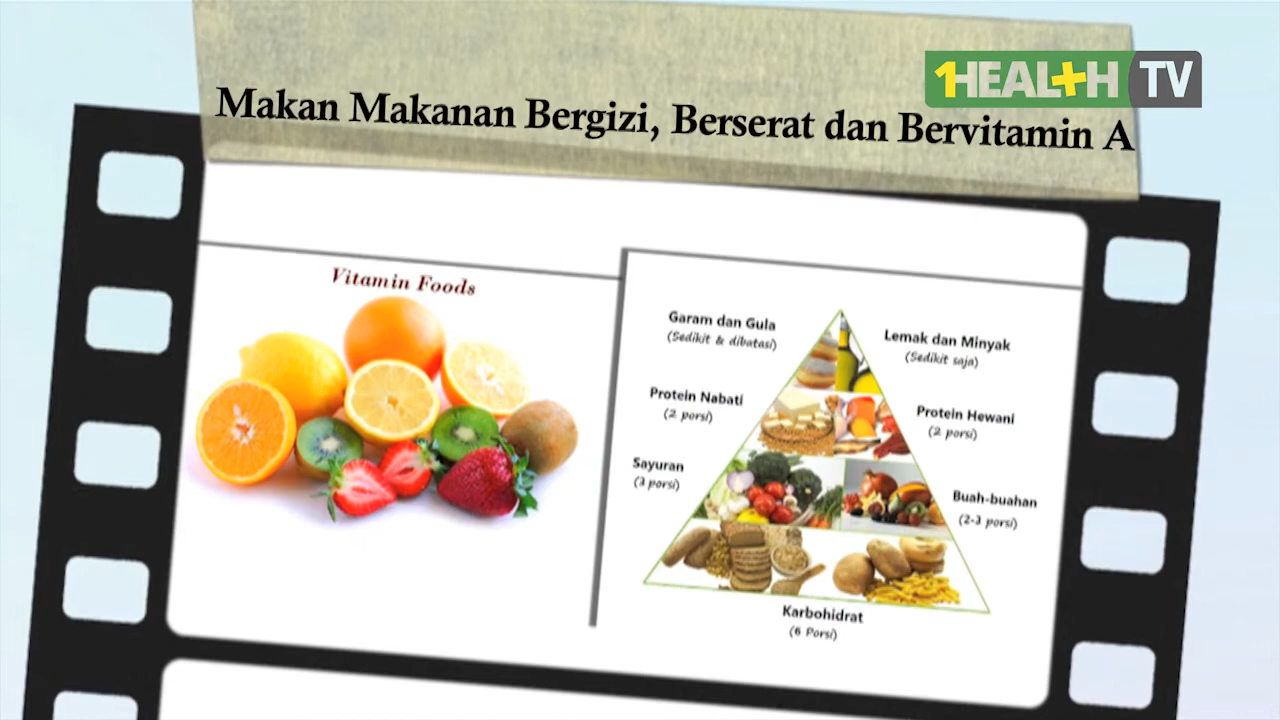 1HEALTH TV
Makan Makanan Bergizi, Berserat dan Bervitamin A
Vitamin Foods
Garam dan Gula
(Sedikit & dibatasi)
Lemak dan Minyak
(Sedikit saja)
Protein Nabati
(2 porsi)
Protein Hewani
(2 porsi)
Sayuran
(3 porsi)
Buah-buahan
(2-3 porsi)
Karbohidrat
(6 Porsi)